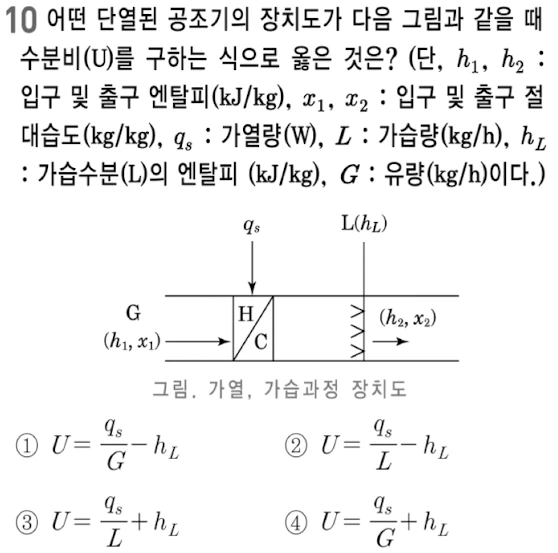 10 어떤 단열된 공조기의 장치도가 다음 그림과 같을 때
수분비(U)를 구하는 식으로 옳은 것은? (단, h₁, h₂ :
입구 및 출구 엔탈피(kJ/kg), x₁, x₂ : 입구 및 출구 절
대습도(kg/kg), qₛ : 가열량(W), L : 가습량(kg/h), h_L
: 가습수분(L)의 엔탈피 (kJ/kg), G : 유량(kg/h)이다.)
qₛ L(h_L)
G
(h₁, x₁)
H
C
(h₂, x₂)
그림. 가열, 가습과정 장치도
① U = qₛ/G − h_L ② U = qₛ/L − h_L
③ U = qₛ/L + h_L ④ U = qₛ/G + h_L